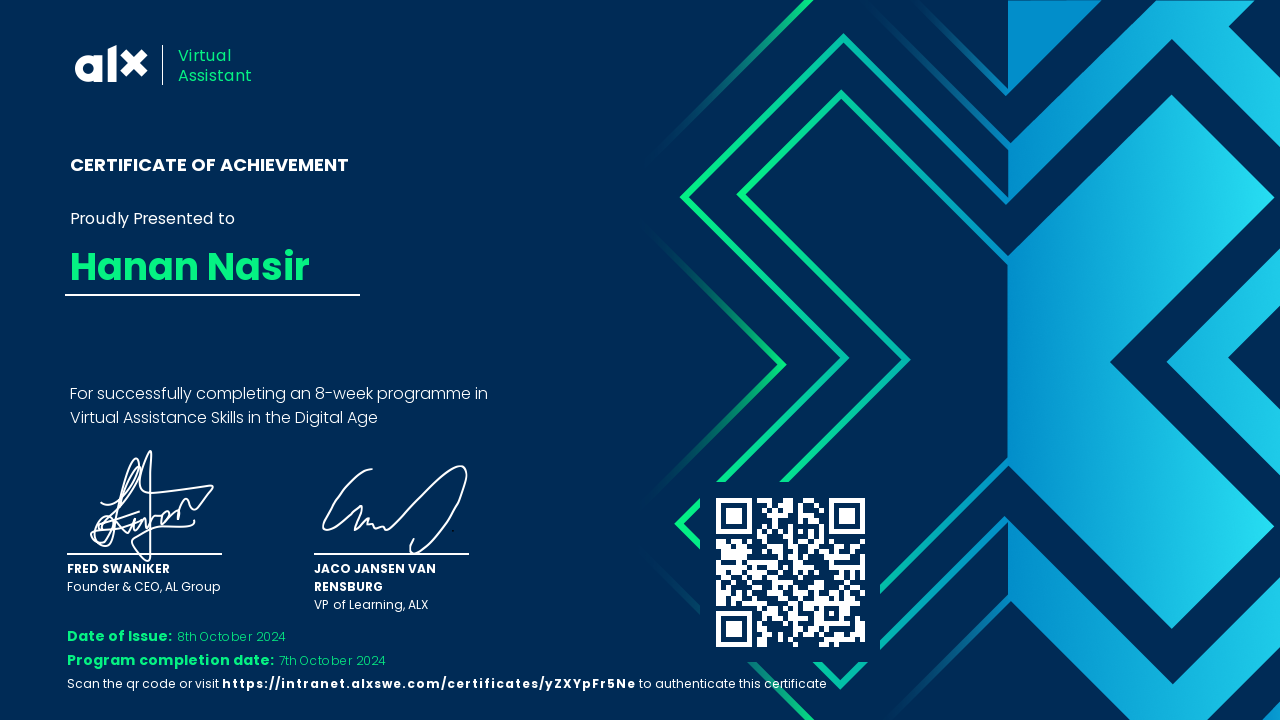 alx
Virtual
Assistant
CERTIFICATE OF ACHIEVEMENT
Proudly Presented to
Hanan Nasir
For successfully completing an 8-week programme in
Virtual Assistance Skills in the Digital Age
FRED SWANIKER
Founder & CEO, AL Group
JACO JANSEN VAN
RENSBURG
VP of Learning, ALX
Date of Issue: 8th October 2024
Program completion date: 7th October 2024
Scan the qr code or visit https://intranet.alxswe.com/certificates/yZXYpFr5Ne to authenticate this certificate